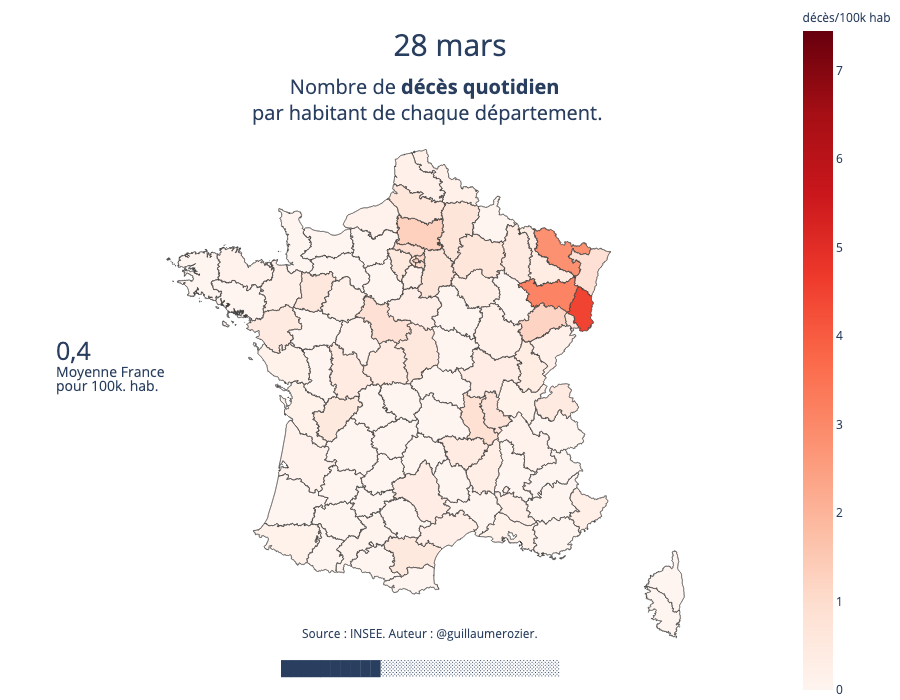 décès/100k hab
28 mars
Nombre de décès quotidien
par habitant de chaque département.
7
6
5
4
3
2
1
0
0,4
Moyenne France
pour 100k. hab.
Source : INSEE. Auteur : @guillaumerozier.